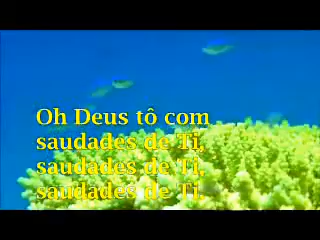 Oh Deus tô com
saudades de Ti,
saudades de Ti,
saudades de Ti.